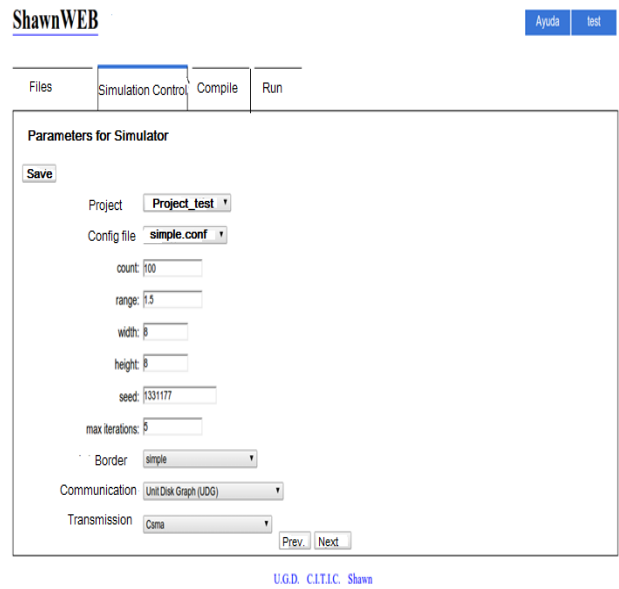 ShawnWEB
Ayuda test
Files Simulation Control Compile Run
Parameters for Simulator
Save
Project Project_test
Config file simple.conf
count: 100
range: 1.5
width: 8
height: 8
seed: 1331177
max iterations: 5
Border simple
Communication Unit Disk Graph (UDG)
Transmission Csma
Prev. Next
U.G.D. C.I.T.I.C. Shawn